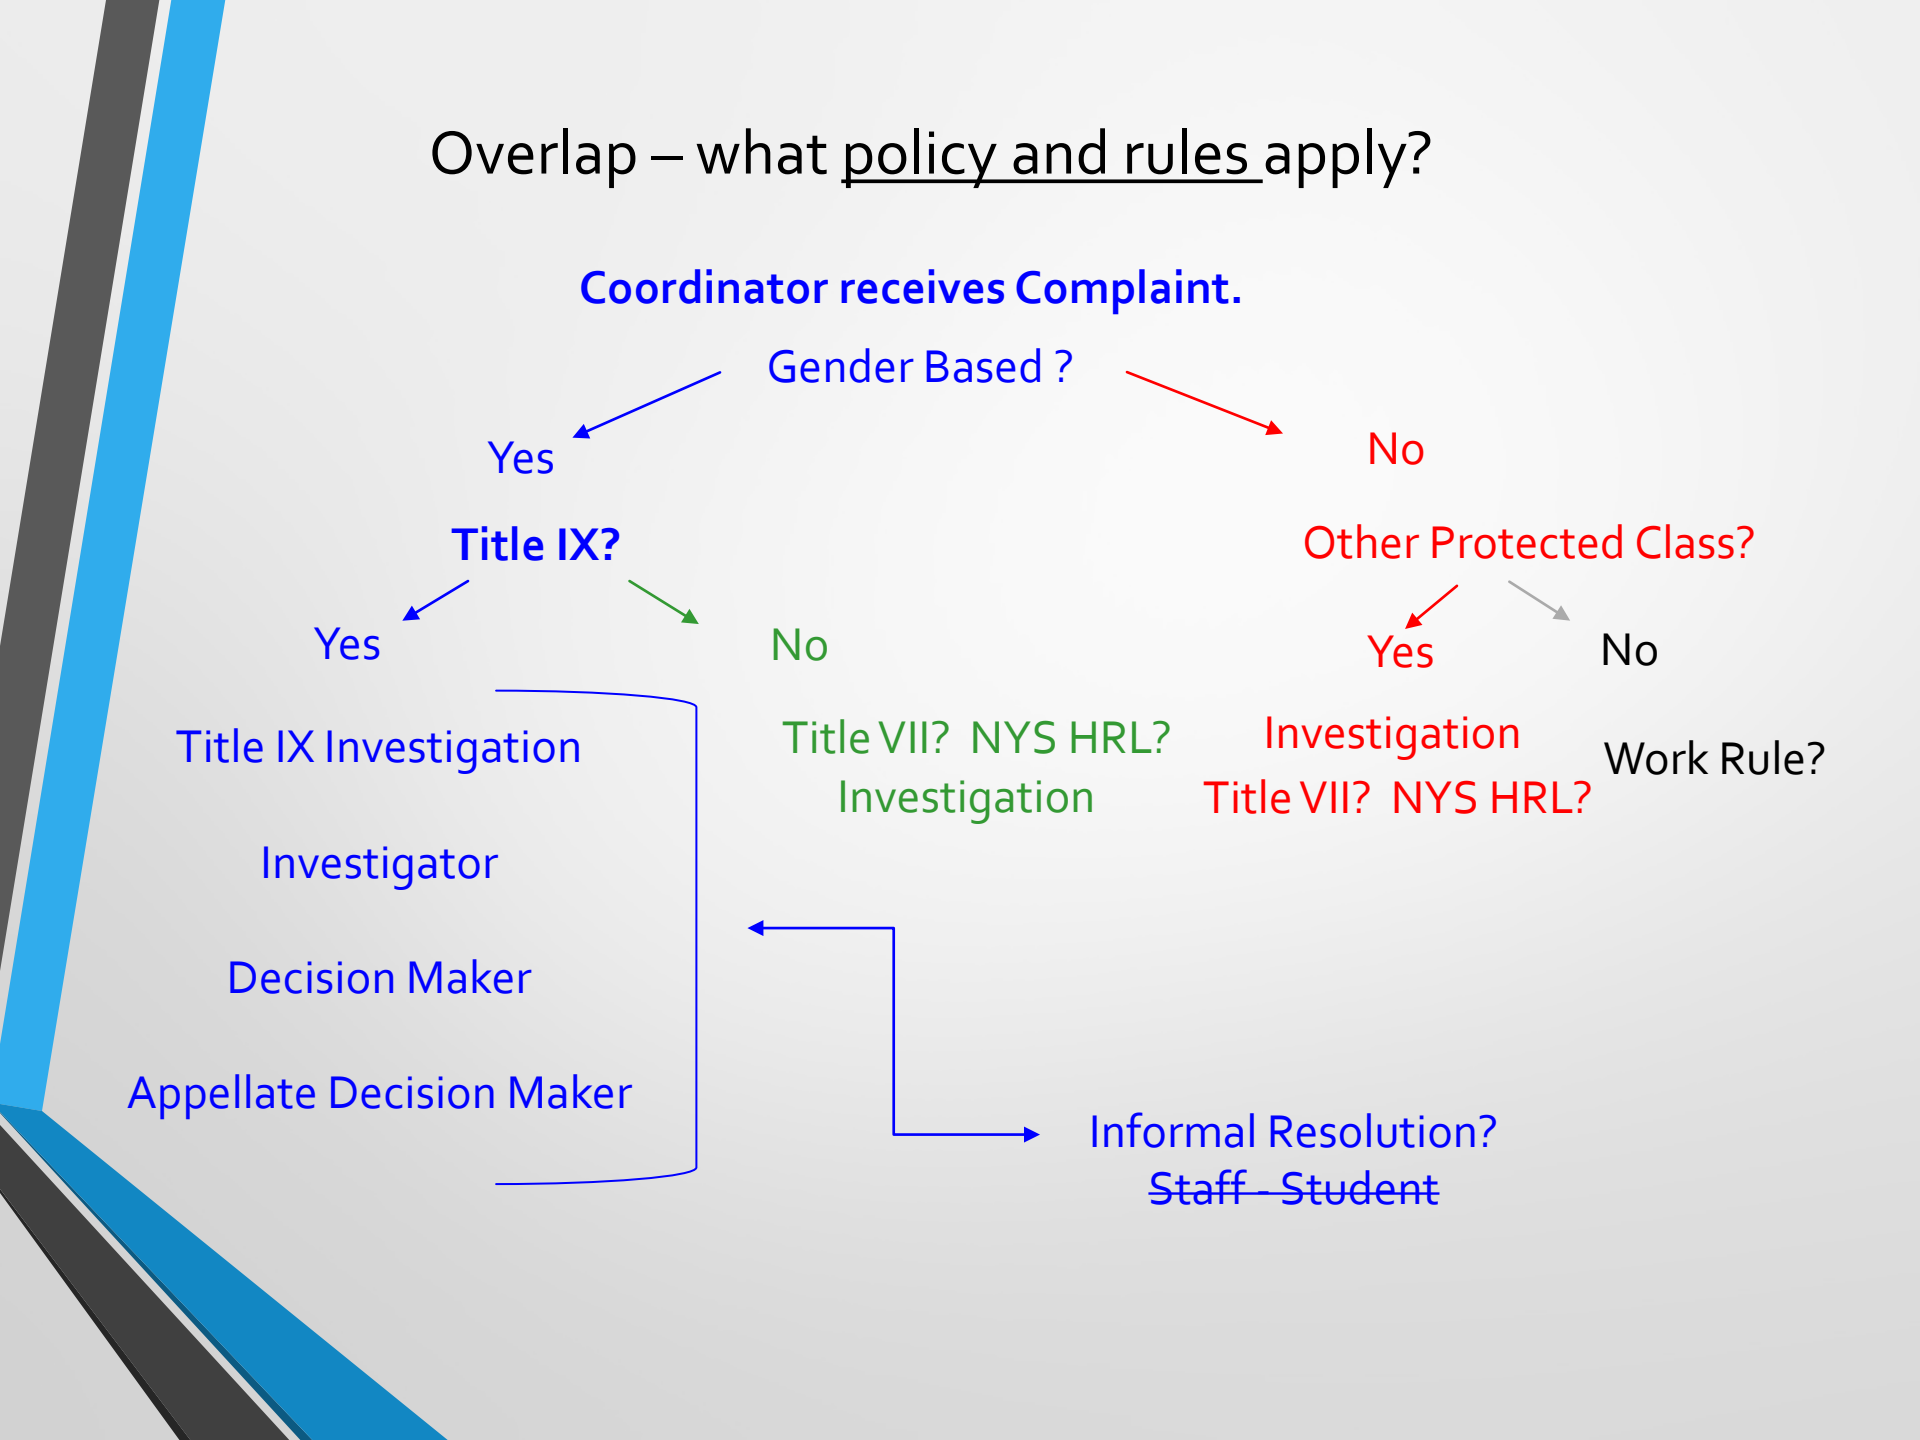 Overlap – what policy and rules apply?
Coordinator receives Complaint.
Gender Based ?
Yes
No
Title IX?
Other Protected Class?
Yes
No
Yes
No
Title IX Investigation
Title VII? NYS HRL?
Investigation
Investigation
Title VII? NYS HRL?
Work Rule?
Investigator
Decision Maker
Appellate Decision Maker
Informal Resolution?
Staff - Student